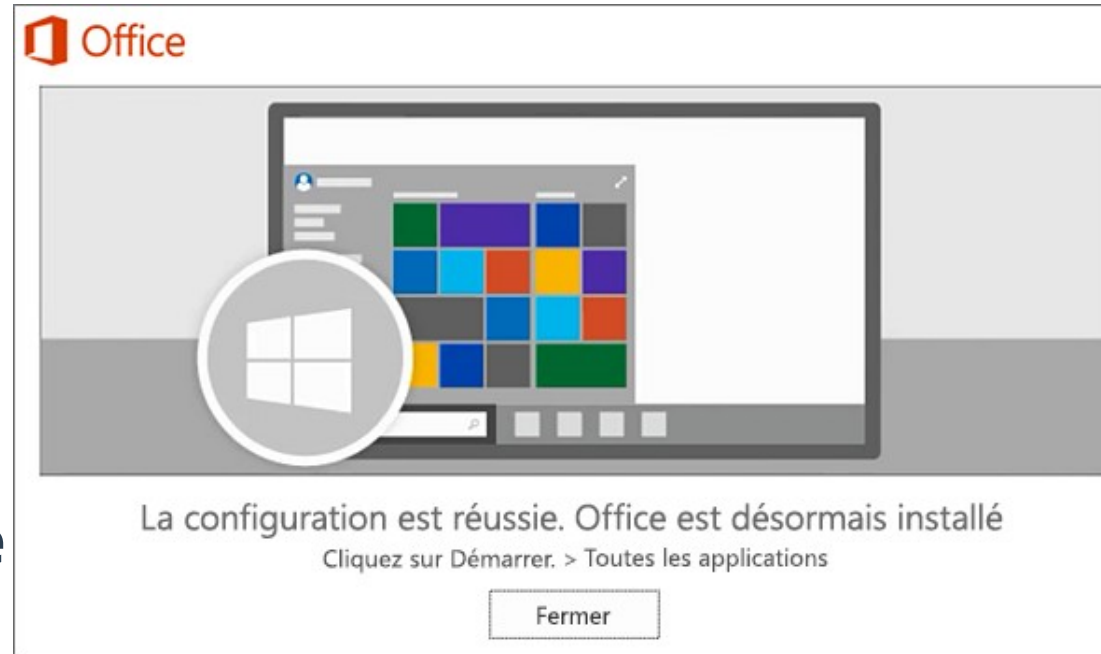 Office
La configuration est réussie. Office est désormais installé
Cliquez sur Démarrer. > Toutes les applications
Fermer